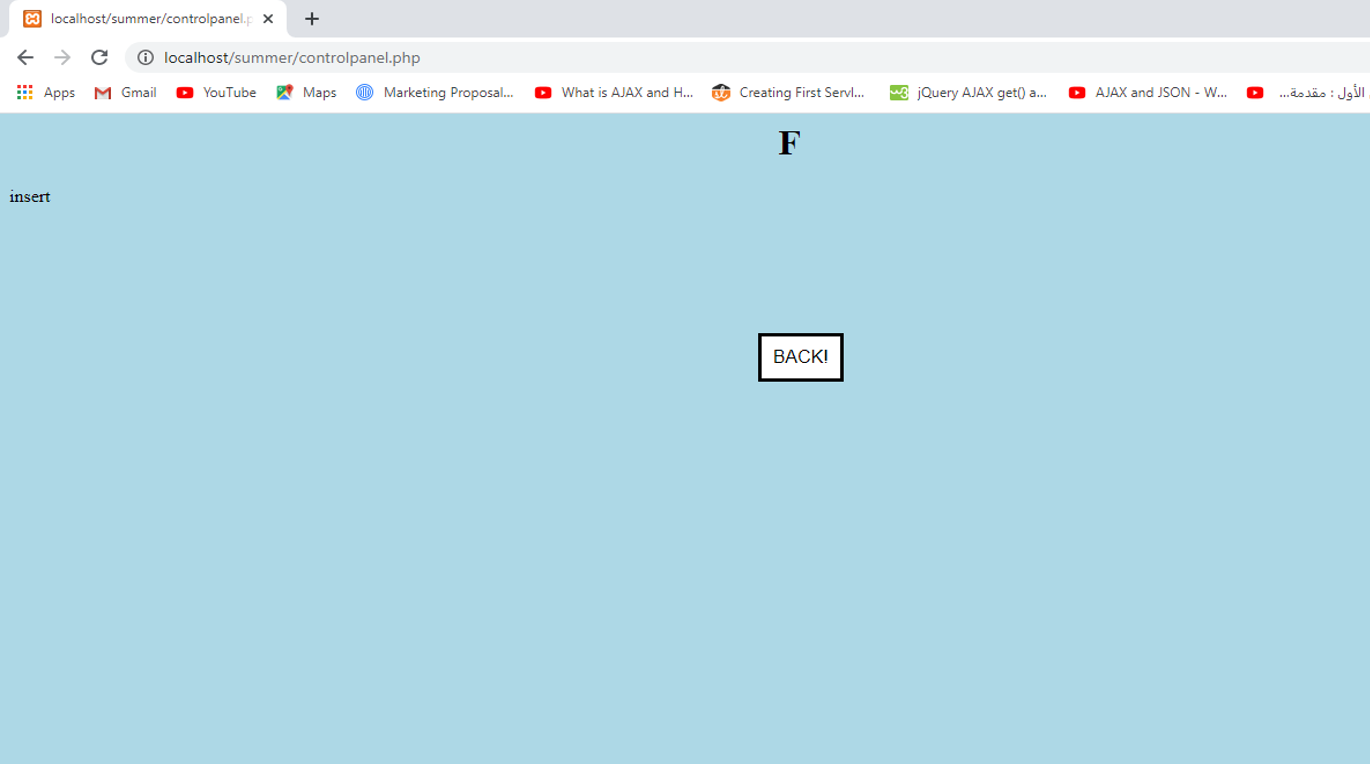 localhost/summer/controlpanel.p
localhost/summer/controlpanel.php
Apps Gmail YouTube Maps Marketing Proposal... What is AJAX and H... Creating First Servl... jQuery AJAX get() a... AJAX and JSON - W... الأول : مقدمة...
F
insert
BACK!